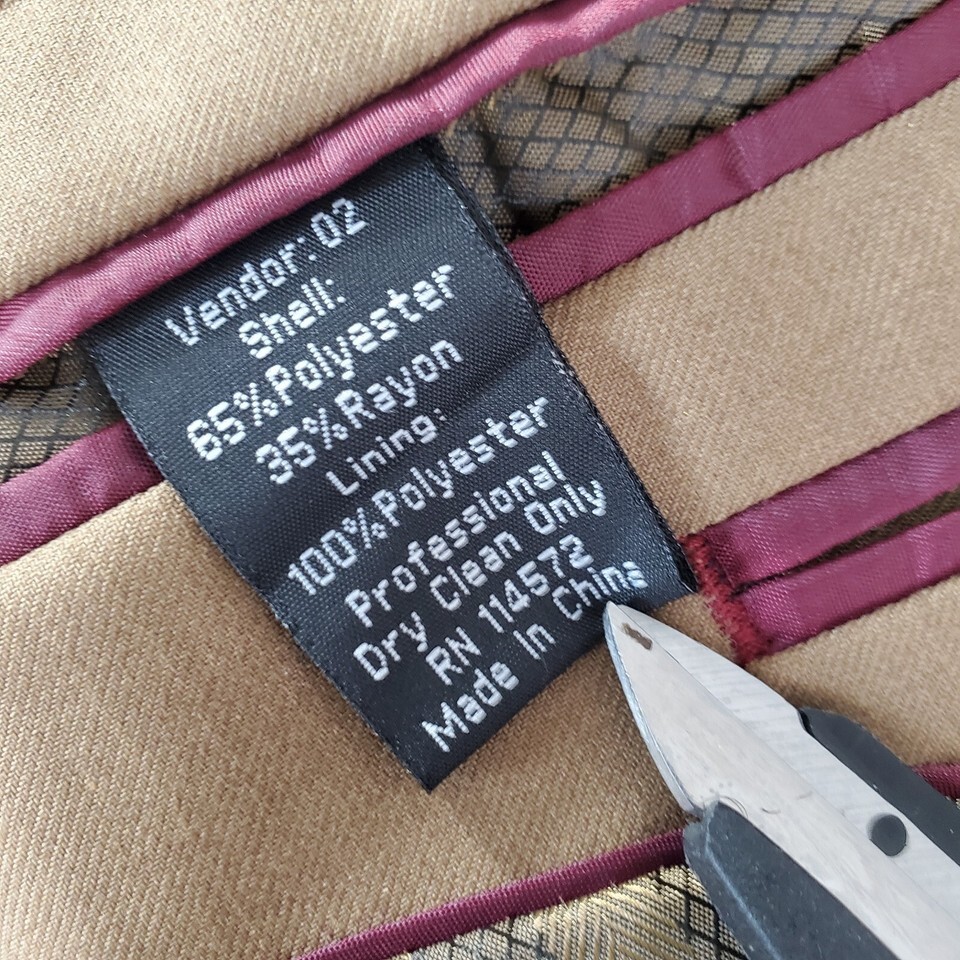 Vendor: 02
Shell:
65%Polyester
35%Rayon
Lining:
100%Polyester
Professional
Dry Clean Only
RN 114572
Made In China